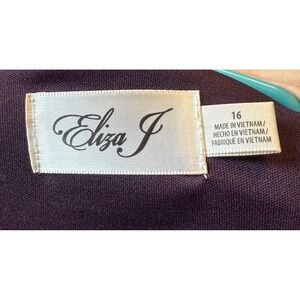 Eliza J
16
MADE IN VIETNAM/
HECHO EN VIETNAM/
FABRIQUÉ EN VIETNAM